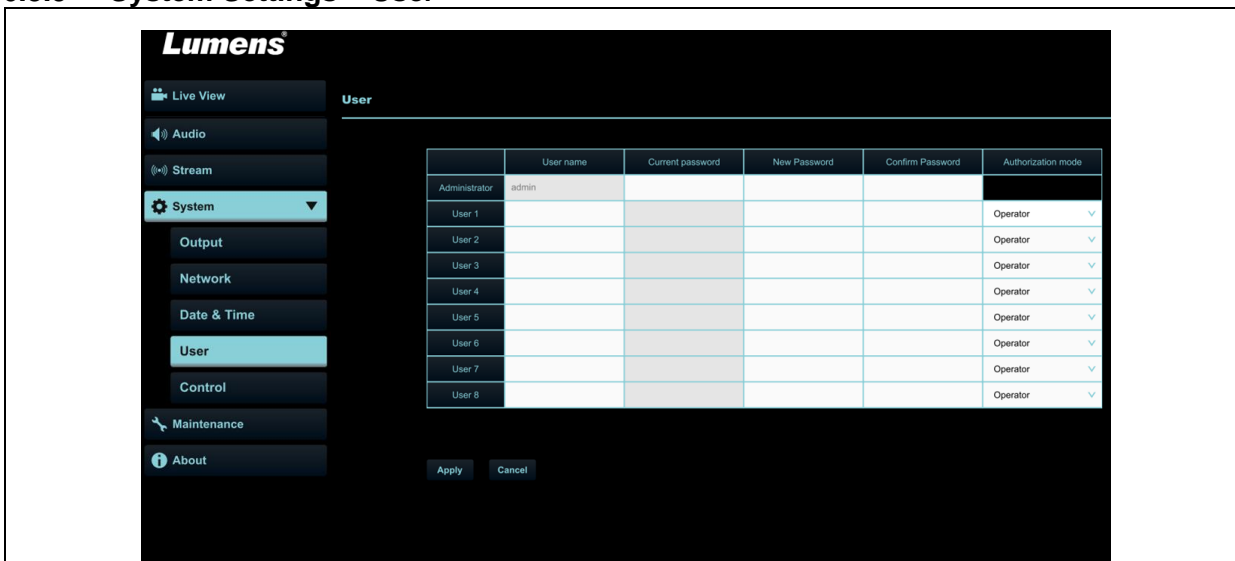 Lumens®
Live View
User
Audio
Stream
System
Output
Network
Date & Time
User
Control
Maintenance
About
User name Current password New Password Confirm Password Authorization mode
Administrator admin
User 1 Operator
User 2 Operator
User 3 Operator
User 4 Operator
User 5 Operator
User 6 Operator
User 7 Operator
User 8 Operator
Apply Cancel